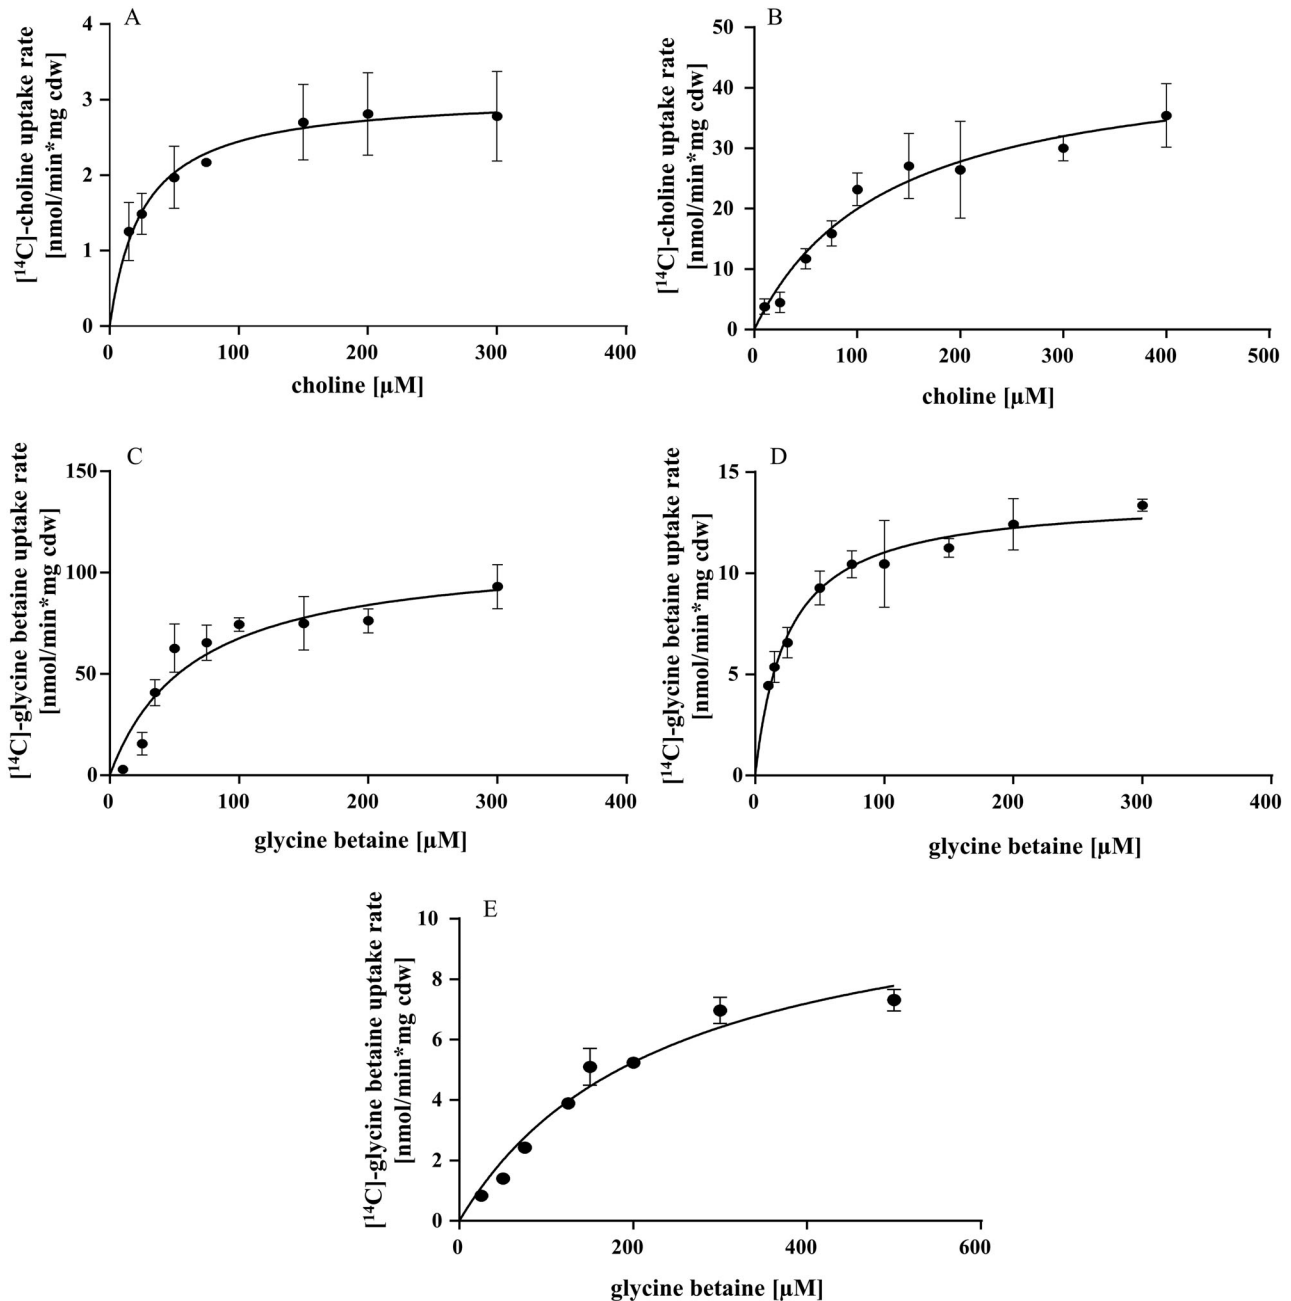 A
[¹⁴C]-choline uptake rate
[nmol/min*mg cdw]
4
3
2
1
0
0 100 200 300 400
choline [µM]
B
[¹⁴C]-choline uptake rate
[nmol/min*mg cdw]
50
40
30
20
10
0
0 100 200 300 400 500
choline [µM]
C
[¹⁴C]-glycine betaine uptake rate
[nmol/min*mg cdw]
150
100
50
0
0 100 200 300 400
glycine betaine [µM]
D
[¹⁴C]-glycine betaine uptake rate
[nmol/min*mg cdw]
15
10
5
0
0 100 200 300 400
glycine betaine [µM]
E
[¹⁴C]-glycine betaine uptake rate
[nmol/min*mg cdw]
10
8
6
4
2
0
0 200 400 600
glycine betaine [µM]